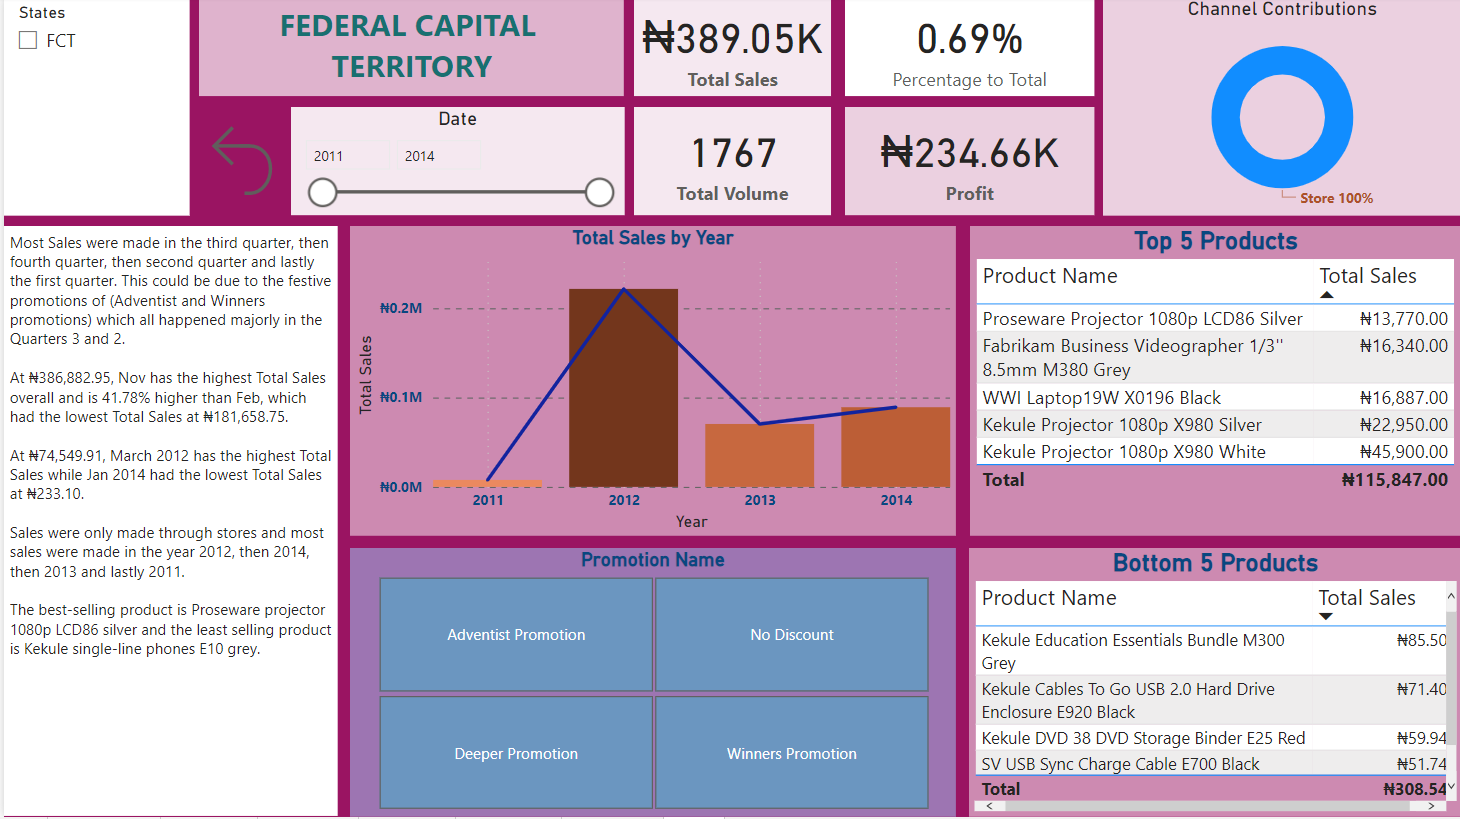 States
FCT
FEDERAL CAPITAL
TERRITORY
₦389.05K
Total Sales
0.69%
Percentage to Total
Channel Contributions
Store 100%
Date
2011 2014
1767
Total Volume
₦234.66K
Profit
Most Sales were made in the third quarter, then
fourth quarter, then second quarter and lastly
the first quarter. This could be due to the festive
promotions of (Adventist and Winners
promotions) which all happened majorly in the
Quarters 3 and 2.
At ₦386,882.95, Nov has the highest Total Sales
overall and is 41.78% higher than Feb, which
had the lowest Total Sales at ₦181,658.75.
At ₦74,549.91, March 2012 has the highest Total
Sales while Jan 2014 had the lowest Total Sales
at ₦233.10.
Sales were only made through stores and most
sales were made in the year 2012, then 2014,
then 2013 and lastly 2011.
The best-selling product is Proseware projector
1080p LCD86 silver and the least selling product
is Kekule single-line phones E10 grey.
Total Sales by Year
Total Sales
₦0.2M
₦0.1M
₦0.0M
2011 2012 2013 2014
Year
Top 5 Products
Product Name Total Sales
Proseware Projector 1080p LCD86 Silver ₦13,770.00
Fabrikam Business Videographer 1/3'' ₦16,340.00
8.5mm M380 Grey
WWI Laptop19W X0196 Black ₦16,887.00
Kekule Projector 1080p X980 Silver ₦22,950.00
Kekule Projector 1080p X980 White ₦45,900.00
Total ₦115,847.00
Promotion Name
Adventist Promotion
No Discount
Deeper Promotion
Winners Promotion
Bottom 5 Products
Product Name Total Sales
Kekule Education Essentials Bundle M300 ₦85.50
Grey
Kekule Cables To Go USB 2.0 Hard Drive ₦71.40
Enclosure E920 Black
Kekule DVD 38 DVD Storage Binder E25 Red ₦59.94
SV USB Sync Charge Cable E700 Black ₦51.74
Total ₦308.54